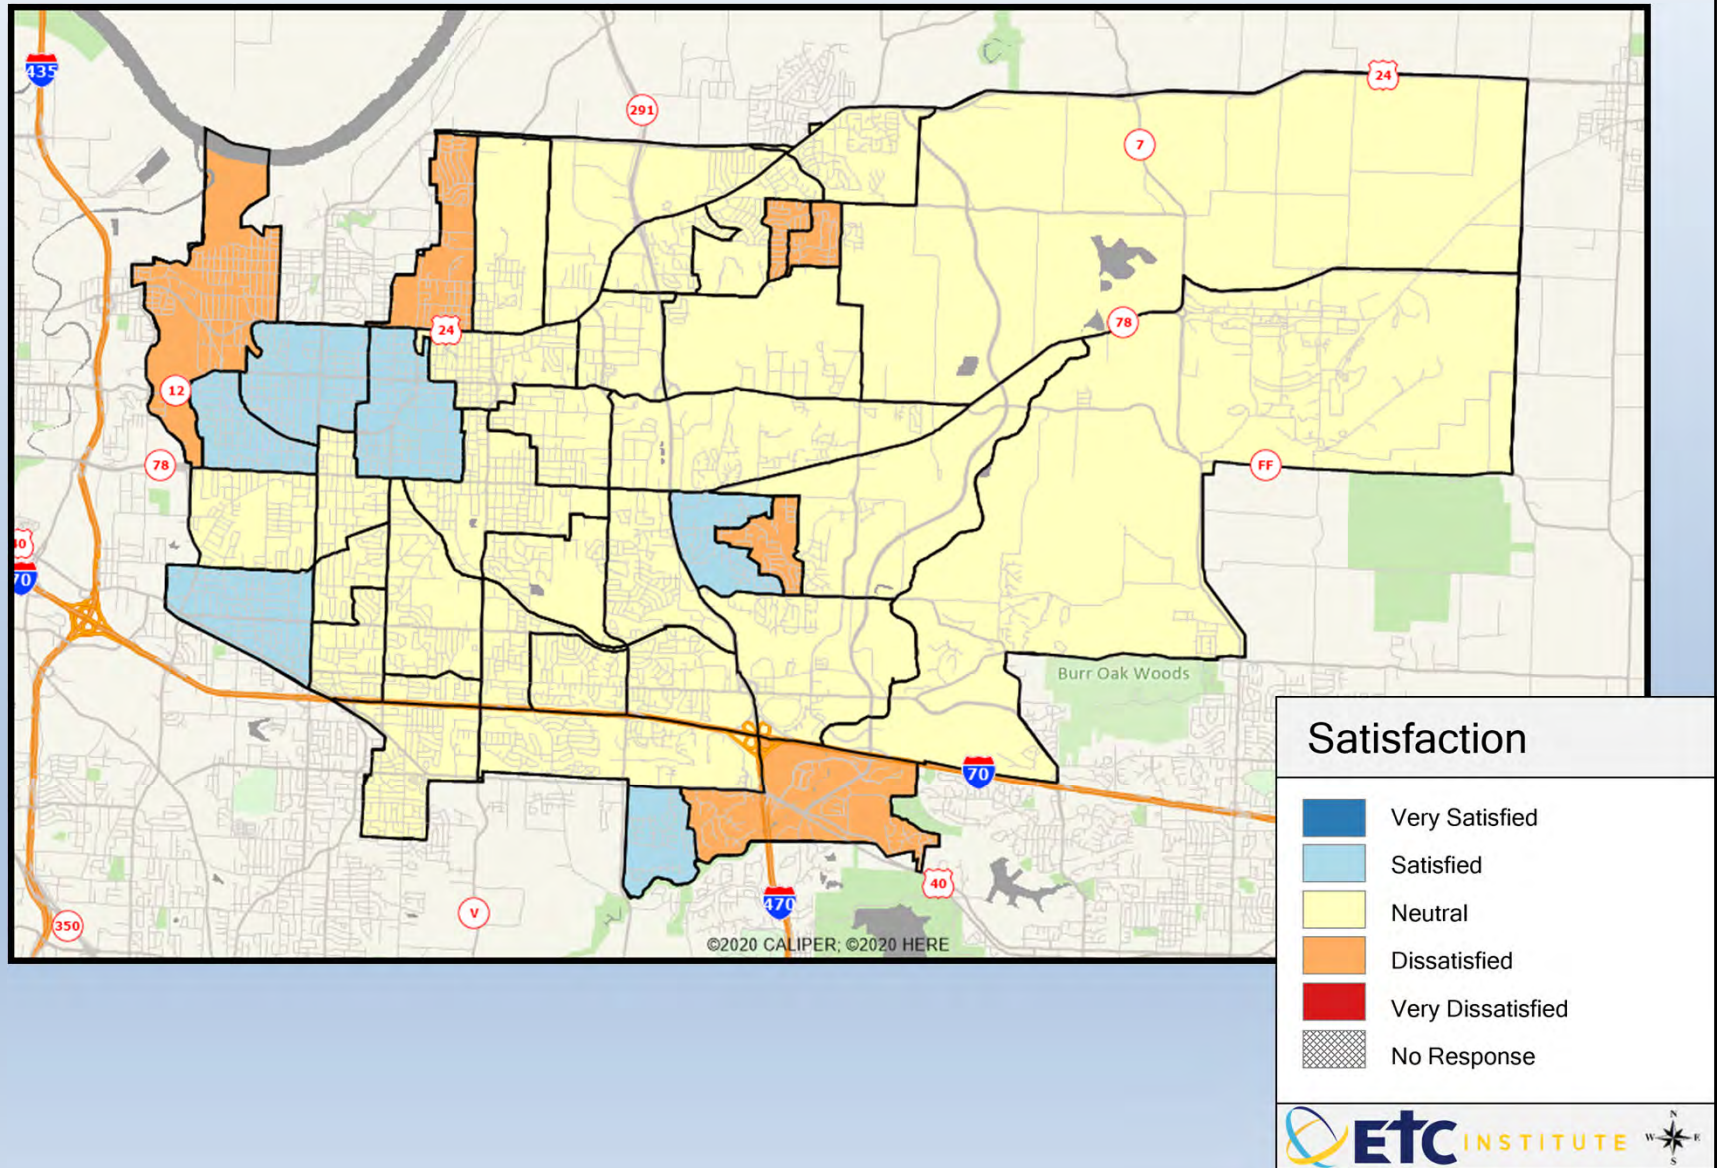 435
24
291
7
24
78
12
78
FF
40
70
Burr Oak Woods
70
40
470
V
350
©2020 CALIPER; ©2020 HERE
Satisfaction
Very Satisfied
Satisfied
Neutral
Dissatisfied
Very Dissatisfied
No Response
ETC INSTITUTE
N
W E
S